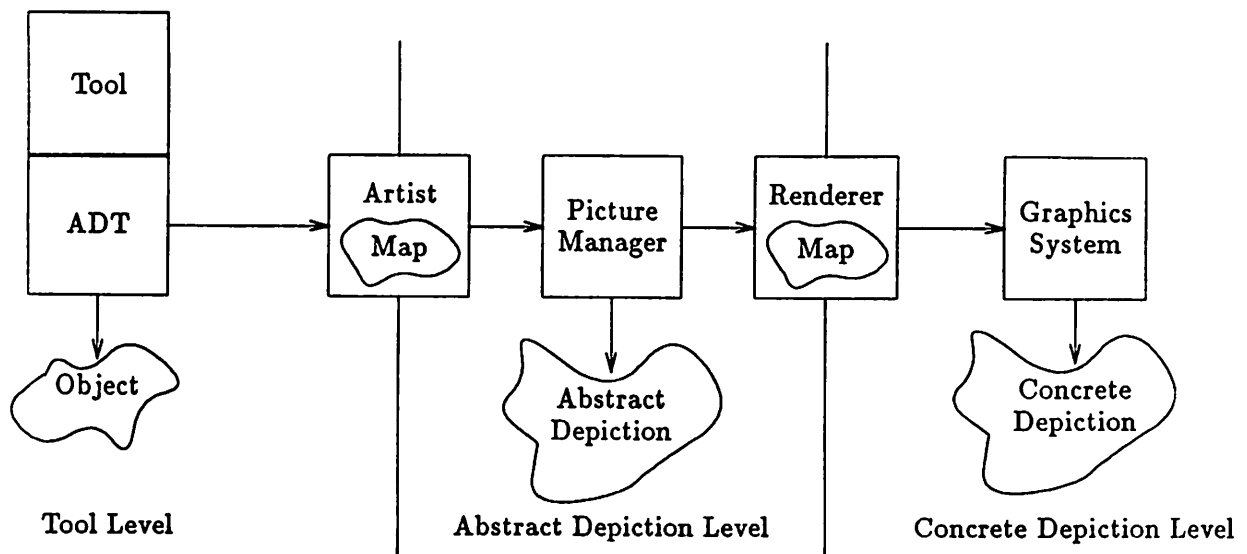 Tool
ADT
Object
Tool Level
Artist
Map
Picture
Manager
Abstract
Depiction
Abstract Depiction Level
Renderer
Map
Graphics
System
Concrete
Depiction
Concrete Depiction Level